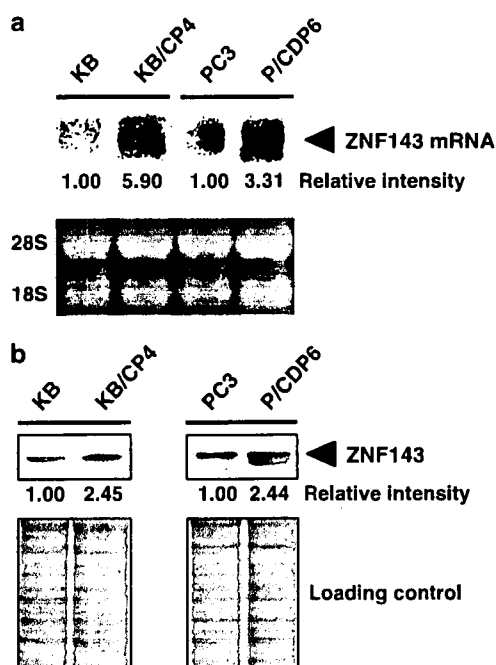 a
KB KB/CP4 PC3 P/CDP6
ZNF143 mRNA
1.00 5.90 1.00 3.31 Relative intensity
28S
18S
b
KB KB/CP4 PC3 P/CDP6
ZNF143
1.00 2.45 1.00 2.44 Relative intensity
Loading control